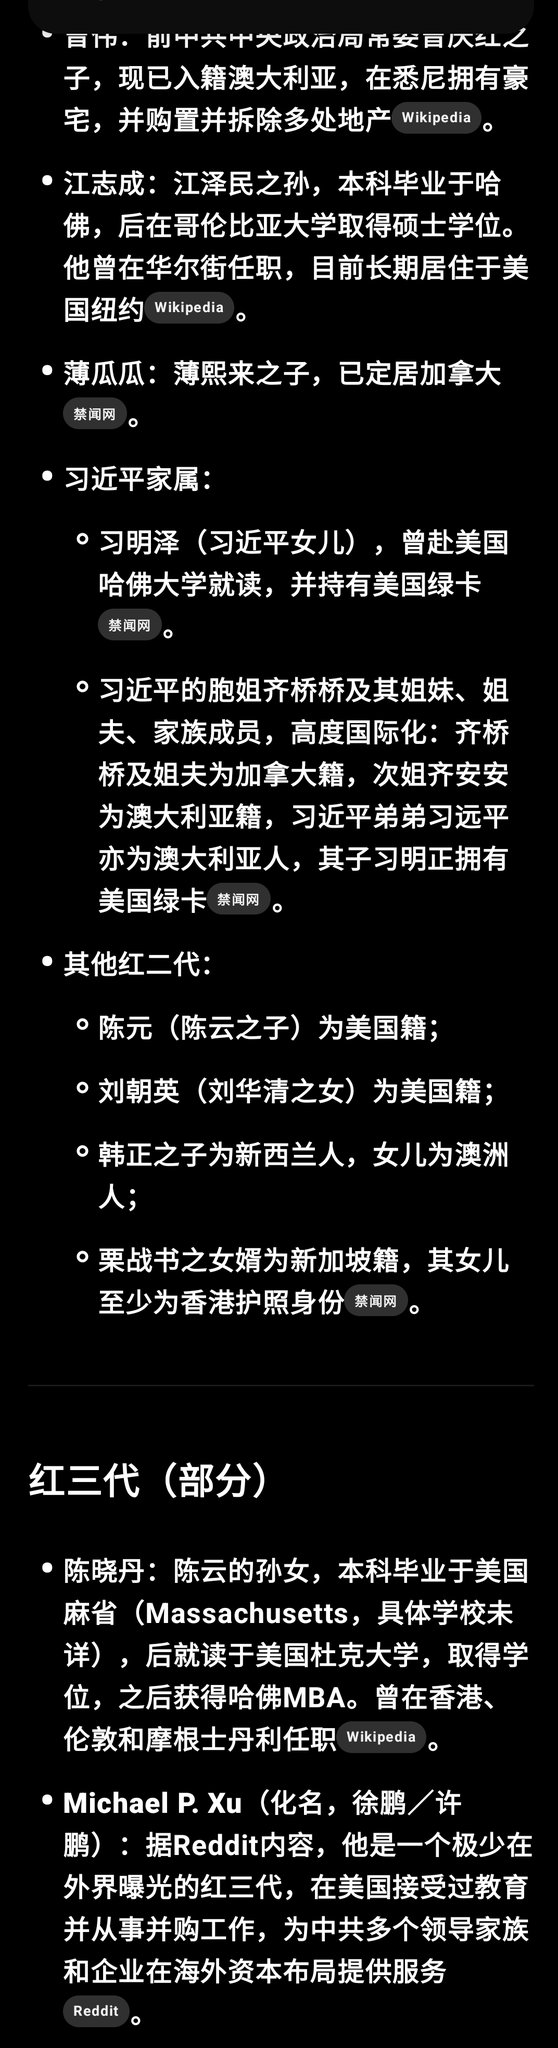 曾伟：前中共中央政治局常委曾庆红之
子，现已入籍澳大利亚，在悉尼拥有豪
宅，并购置并拆除多处地产 Wikipedia 。
• 江志成：江泽民之孙，本科毕业于哈
佛，后在哥伦比亚大学取得硕士学位。
他曾在华尔街任职，目前长期居住于美
国纽约 Wikipedia 。
• 薄瓜瓜：薄熙来之子，已定居加拿大
禁闻网 。
• 习近平家属：
◦ 习明泽（习近平女儿），曾赴美国
哈佛大学就读，并持有美国绿卡
禁闻网 。
◦ 习近平的胞姐齐桥桥及其姐妹、姐
夫、家族成员，高度国际化：齐桥
桥及姐夫为加拿大籍，次姐齐安安
为澳大利亚籍，习近平弟弟习远平
亦为澳大利亚人，其子习明正拥有
美国绿卡 禁闻网 。
• 其他红二代：
◦ 陈元（陈云之子）为美国籍；
◦ 刘朝英（刘华清之女）为美国籍；
◦ 韩正之子为新西兰人，女儿为澳洲
人；
◦ 栗战书之女婿为新加坡籍，其女儿
至少为香港护照身份 禁闻网 。
红三代（部分）
• 陈晓丹：陈云的孙女，本科毕业于美国
麻省（Massachusetts，具体学校未
详），后就读于美国杜克大学，取得学
位，之后获得哈佛MBA。曾在香港、
伦敦和摩根士丹利任职 Wikipedia 。
• Michael P. Xu（化名，徐鹏／许
鹏）：据Reddit内容，他是一个极少在
外界曝光的红三代，在美国接受过教育
并从事并购工作，为中共多个领导家族
和企业在海外资本布局提供服务
Reddit 。